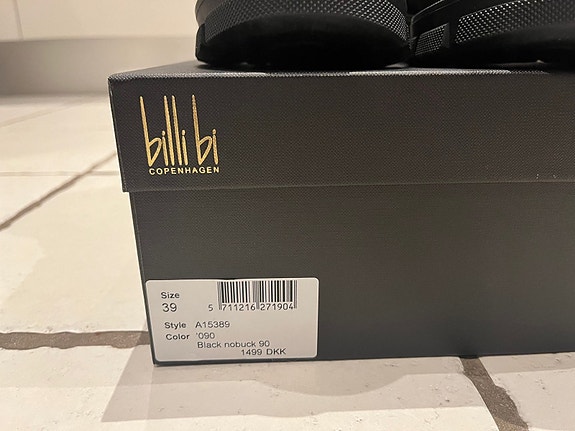 billi bi
COPENHAGEN
Size
39
5 711216 271904
Style A15389
Color '090
Black nobuck 90
1499 DKK